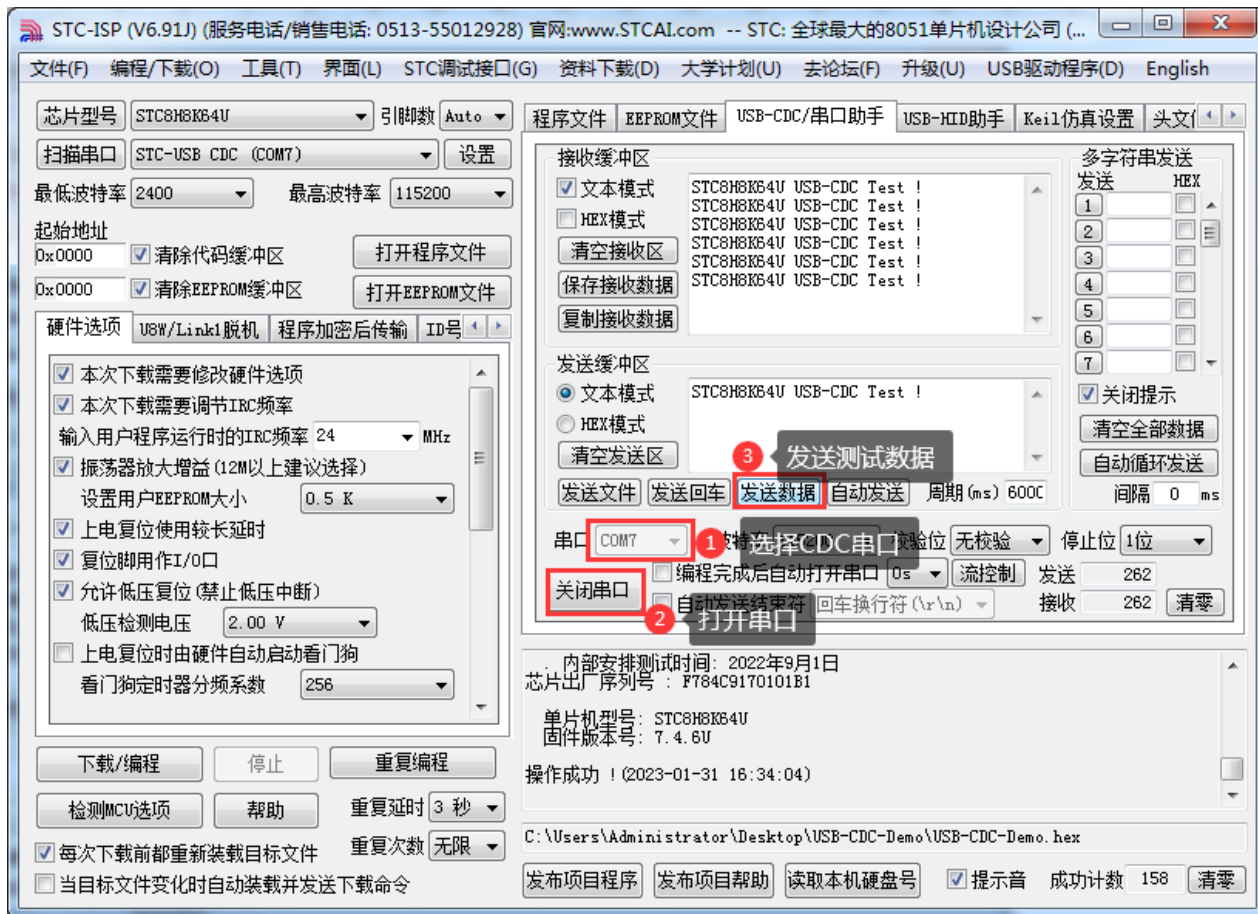 STC-ISP (V6.91J) (服务电话/销售电话: 0513-55012928) 官网:www.STCAI.com -- STC: 全球最大的8051单片机设计公司 (...
文件(F) 编程/下载(O) 工具(T) 界面(L) STC调试接口(G) 资料下载(D) 大学计划(U) 去论坛(F) 升级(U) USB驱动程序(D) English
芯片型号 STC8H8K64U 引脚数 Auto
扫描串口 STC-USB CDC (COM7) 设置
最低波特率 2400 最高波特率 115200
起始地址
0x0000 清除代码缓冲区 打开程序文件
0x0000 清除EEPROM缓冲区 打开EEPROM文件
硬件选项 U8W/Link1脱机 程序加密后传输 ID号
本次下载需要修改硬件选项
本次下载需要调节IRC频率
输入用户程序运行时的IRC频率 24 MHz
振荡器放大增益(12M以上建议选择)
设置用户EEPROM大小 0.5 K
上电复位使用较长延时
复位脚用作I/O口
允许低压复位(禁止低压中断)
低压检测电压 2.00 V
上电复位时由硬件自动启动看门狗
看门狗定时器分频系数 256
下载/编程 停止 重复编程
检测MCU选项 帮助 重复延时 3 秒
每次下载前都重新装载目标文件 重复次数 无限
当目标文件变化时自动装载并发送下载命令
程序文件 EEPROM文件 USB-CDC/串口助手 USB-HID助手 Keil仿真设置 头文
接收缓冲区
文本模式
HEX模式
清空接收区
保存接收数据
复制接收数据
STC8H8K64U USB-CDC Test !
STC8H8K64U USB-CDC Test !
STC8H8K64U USB-CDC Test !
STC8H8K64U USB-CDC Test !
STC8H8K64U USB-CDC Test !
STC8H8K64U USB-CDC Test !
多字符串发送
发送 HEX
1
2
3
4
5
6
7
关闭提示
清空全部数据
自动循环发送
间隔 0 ms
发送缓冲区
文本模式
HEX模式
清空发送区
STC8H8K64U USB-CDC Test !
3 发送测试数据
发送文件 发送回车 发送数据 自动发送 周期(ms) 6000
串口 COM7 1 选择CDC串口 校验位 无校验 停止位 1位
关闭串口 编程完成后自动打开串口 0s 流控制 发送 262
自动发送结束符 回车换行符(\r\n) 接收 262 清零
2 打开串口
. 内部安排测试时间: 2022年9月1日
芯片出厂序列号 : F784C9170101B1
单片机型号: STC8H8K64U
固件版本号: 7.4.6U
操作成功 !(2023-01-31 16:34:04)
C:\Users\Administrator\Desktop\USB-CDC-Demo\USB-CDC-Demo.hex
发布项目程序 发布项目帮助 读取本机硬盘号 提示音 成功计数 158 清零